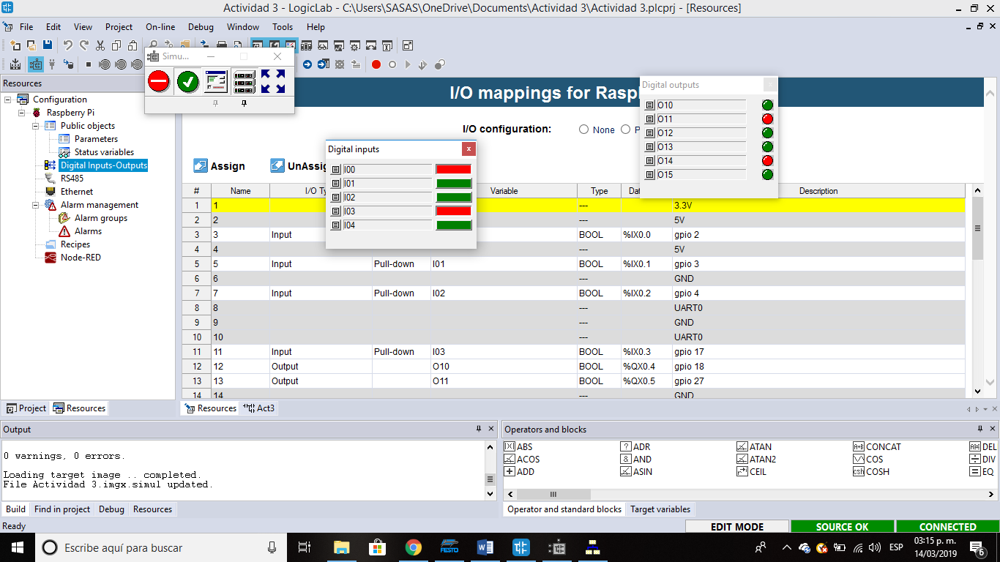 Actividad 3 - LogicLab - C:\Users\SASAS\OneDrive\Documents\Actividad 3\Actividad 3.plcprj - [Resources]
File Edit View Project On-line Debug Window Tools Help
Simu...
Resources
Configuration
Raspberry Pi
Public objects
Parameters
Status variables
Digital Inputs-Outputs
RS485
Ethernet
Alarm management
Alarm groups
Alarms
Recipes
Node-RED
Project Resources
I/O mappings for Rasp
I/O configuration: None P
Assign UnAssig
Digital outputs
O10
O11
O12
O13
O14
O15
Digital inputs x
I00
I01
I02
I03
I04
# Name I/O Ty Variable Type Dat Description
1 1 --- 3.3V
2 2 --- 5V
3 3 Input BOOL %IX0.0 gpio 2
4 4 --- 5V
5 5 Input Pull-down I01 BOOL %IX0.1 gpio 3
6 6 --- GND
7 7 Input Pull-down I02 BOOL %IX0.2 gpio 4
8 8 --- UART0
9 9 --- GND
10 10 --- UART0
11 11 Input Pull-down I03 BOOL %IX0.3 gpio 17
12 12 Output O10 BOOL %QX0.4 gpio 18
13 13 Output O11 BOOL %QX0.5 gpio 27
14 14 --- GND
Resources Act3
Output
0 warnings, 0 errors.
Loading target image .. completed.
File Actividad 3.imgx.simul updated.
Build Find in project Debug Resources
Operators and blocks
ABS ADR ATAN CONCAT DEL
ACOS AND ATAN2 COS DIV
ADD ASIN CEIL COSH EQ
Operator and standard blocks Target variables
Ready EDIT MODE SOURCE OK CONNECTED
Escribe aquí para buscar
FESTO
ESP
03:15 p. m.
14/03/2019
6